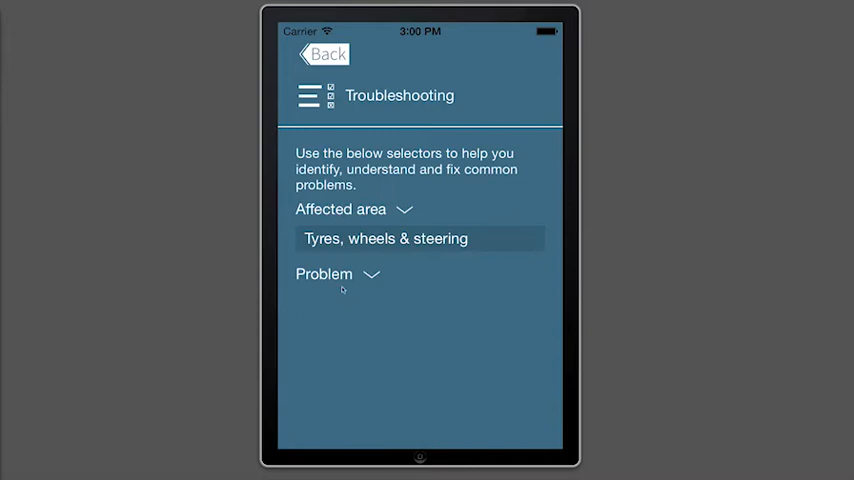 Carrier 3:00 PM
Back
Troubleshooting
Use the below selectors to help you
identify, understand and fix common
problems.
Affected area
Tyres, wheels & steering
Problem